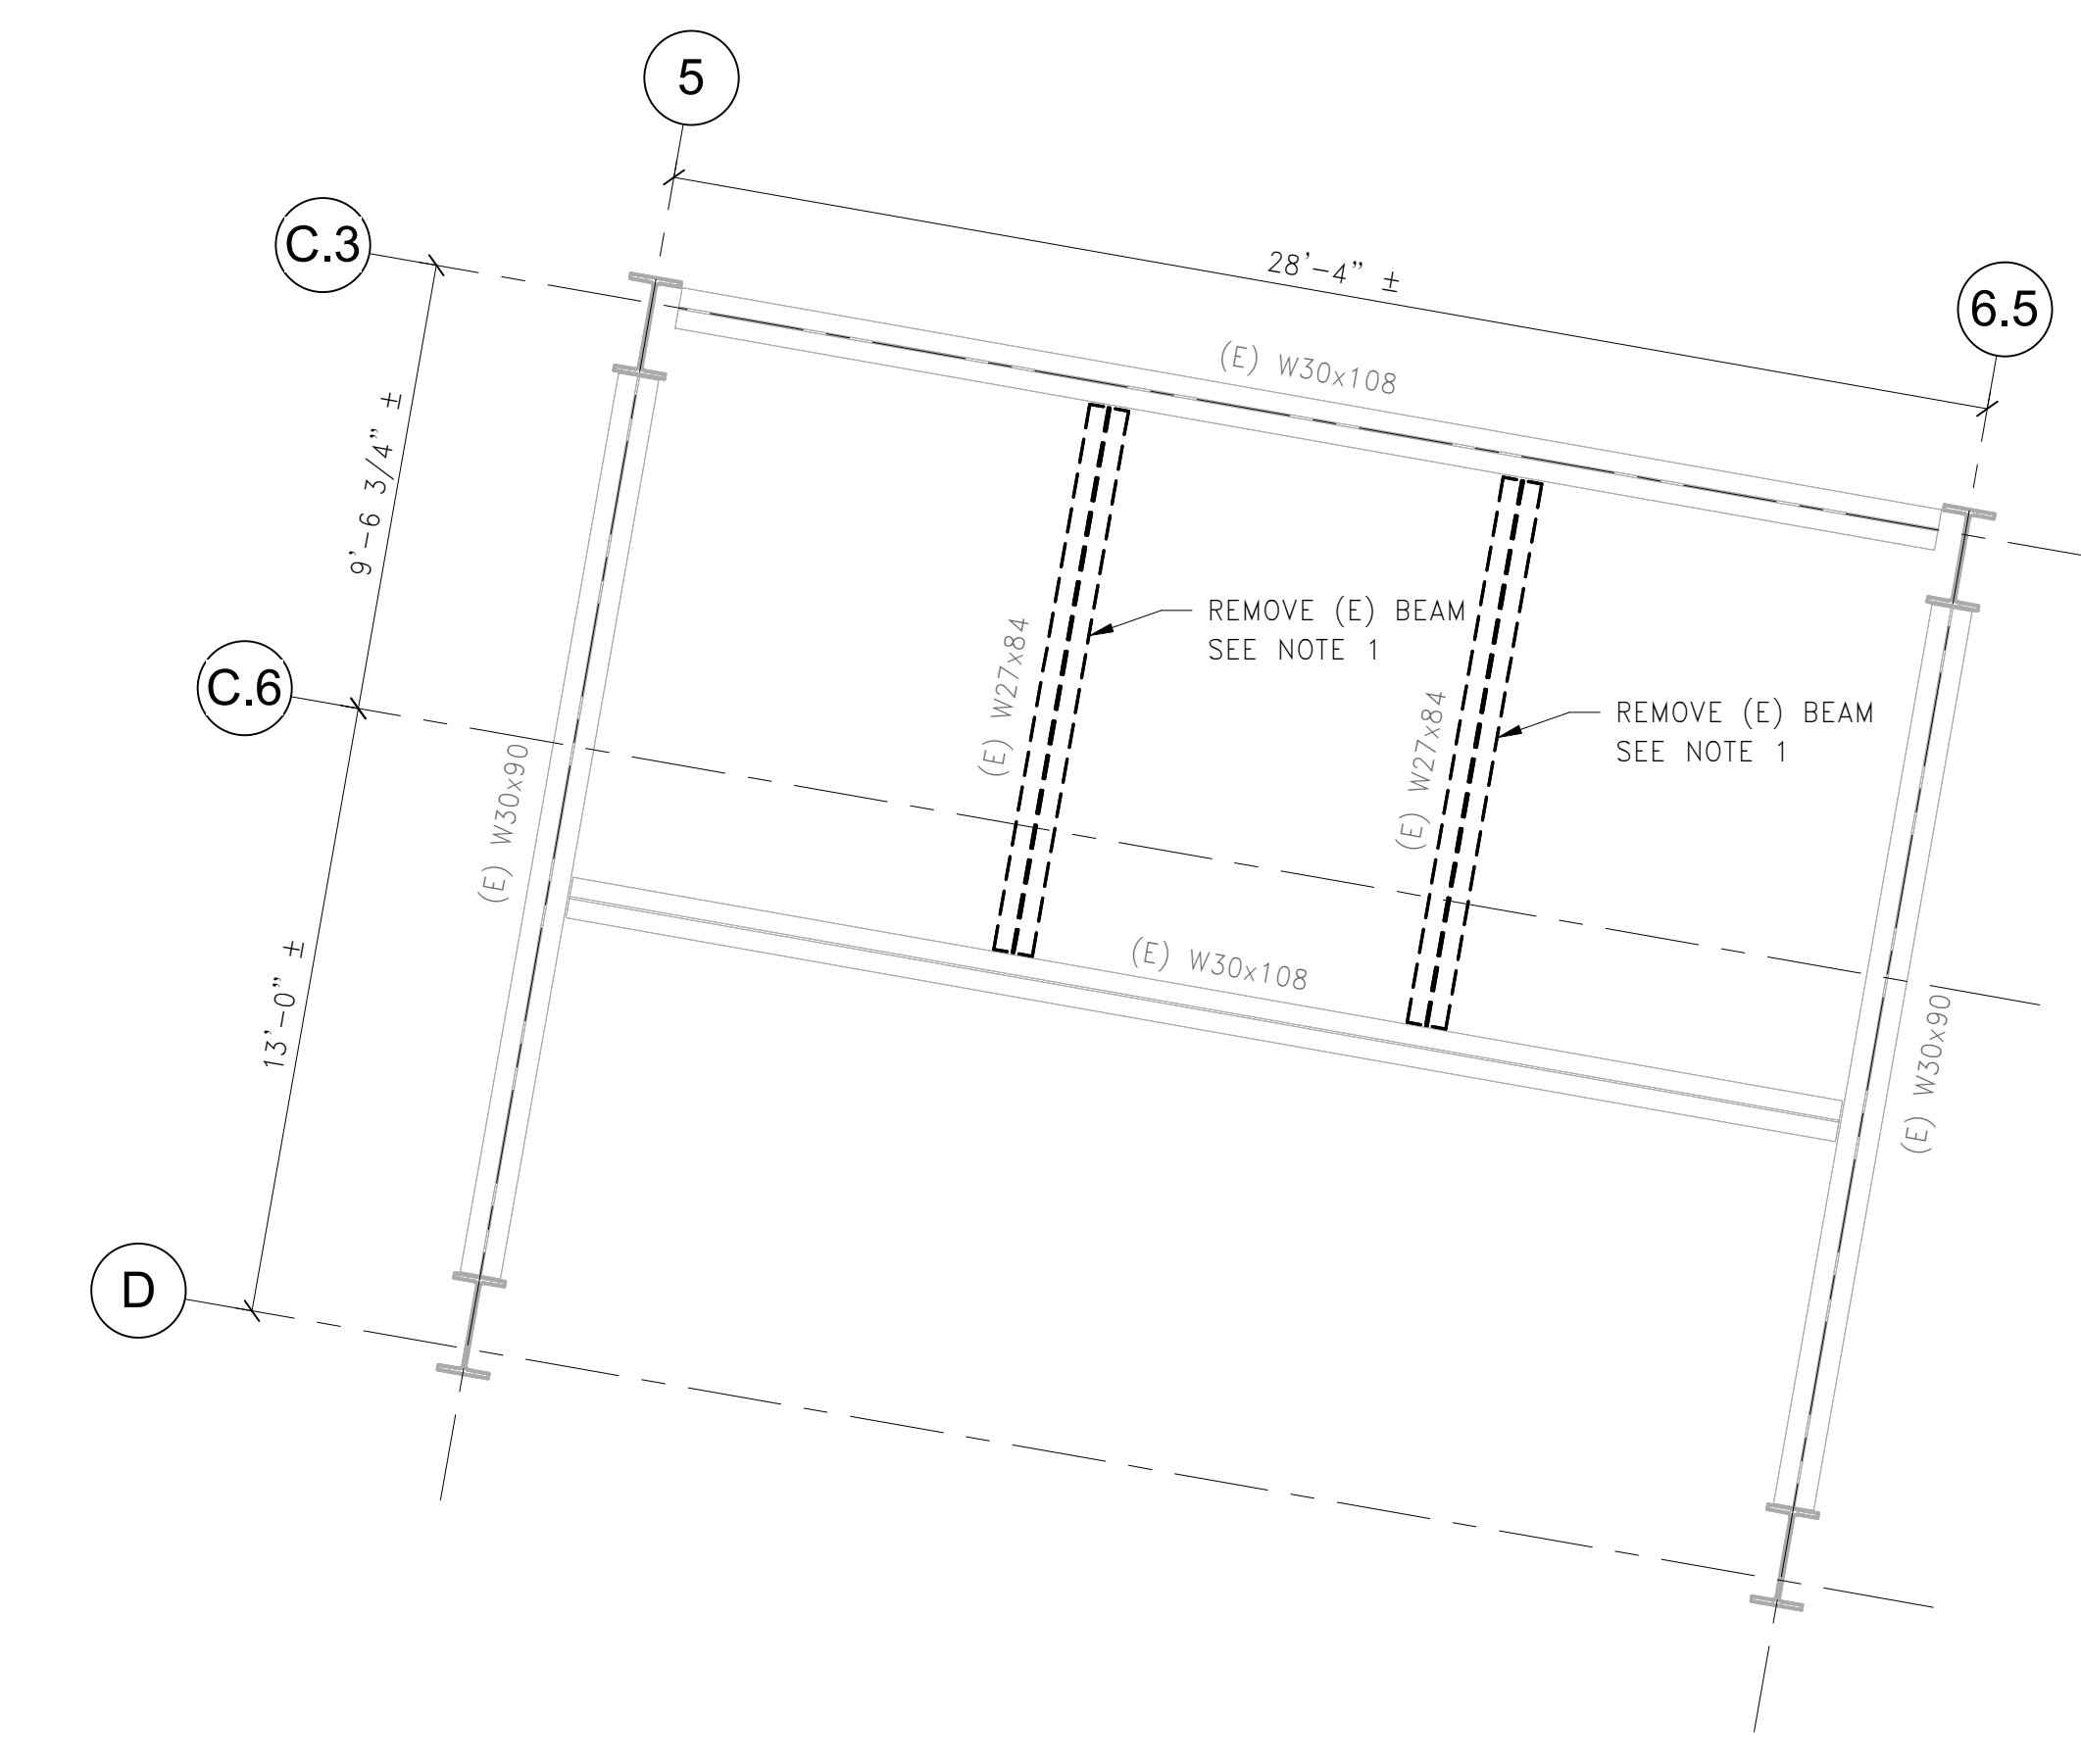 5
C.3
28'-4" ±
6.5
(E) W30x108
9'-6 3/4" ±
REMOVE (E) BEAM
SEE NOTE 1
(E) W27x84
C.6
REMOVE (E) BEAM
SEE NOTE 1
(E) W27x84
(E) W30x90
(E) W30x108
13'-0" ±
(E) W30x90
D